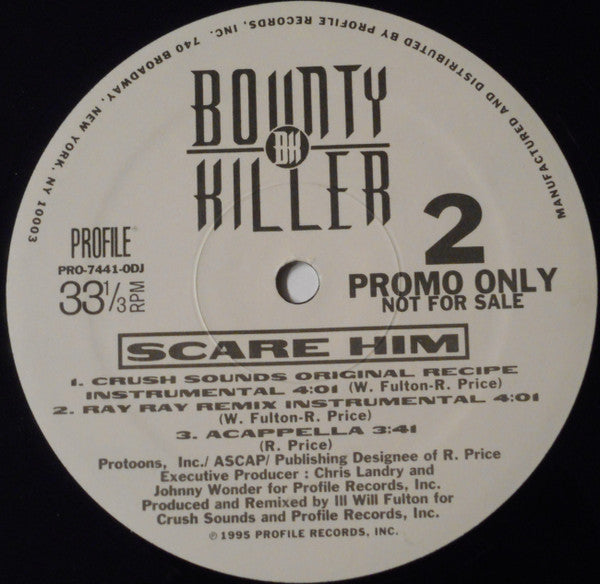 MANUFACTURED AND DISTRIBUTED BY PROFILE RECORDS, INC. 740 BROADWAY, NEW YORK, NY 10003
BOUNTY
BK
KILLER
2
PROFILE®
PRO-7441-0DJ
33 1/3 RPM
PROMO ONLY
NOT FOR SALE
SCARE HIM
1. CRUSH SOUNDS ORIGINAL RECIPE
INSTRUMENTAL 4:01 (W. Fulton-R. Price)
2. RAY RAY REMIX INSTRUMENTAL 4:01
(W. Fulton-R. Price)
3. ACAPPELLA 3:41
(R. Price)
Protoons, Inc./ ASCAP/ Publishing Designee of R. Price
Executive Producer : Chris Landry and
Johnny Wonder for Profile Records, Inc.
Produced and Remixed by Ill Will Fulton for
Crush Sounds and Profile Records, Inc.
℗ 1995 PROFILE RECORDS, INC.